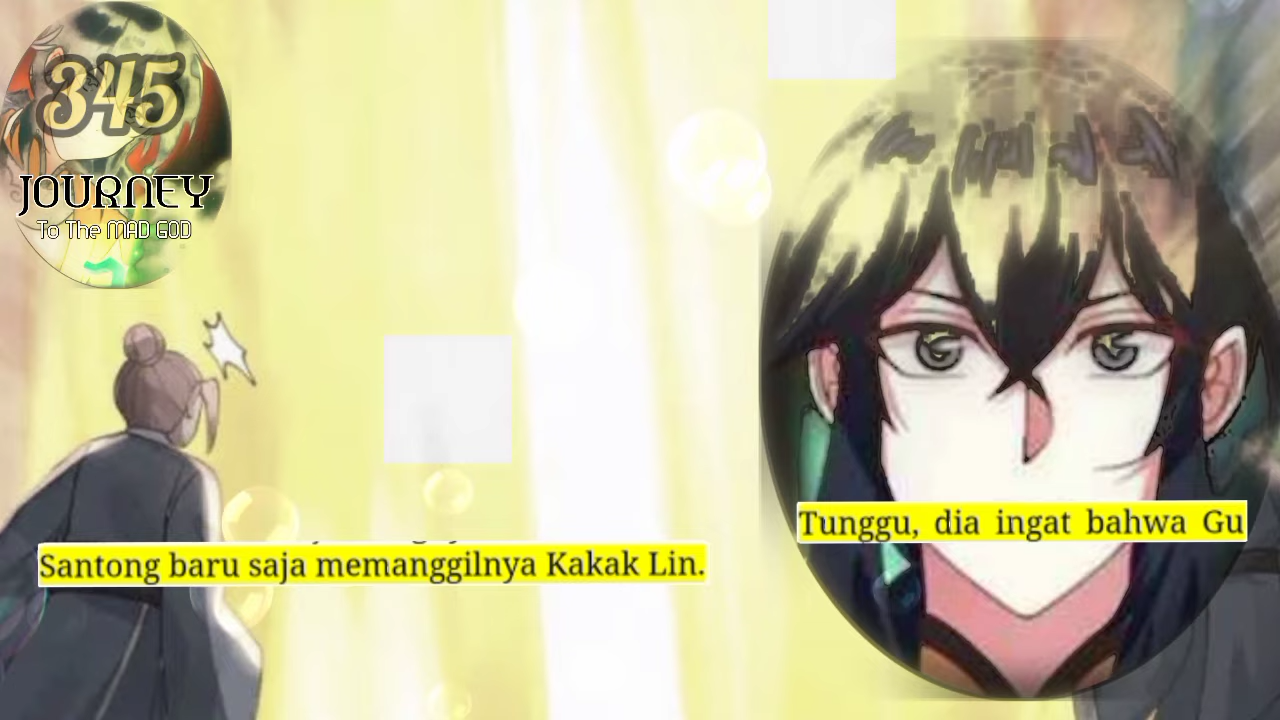 345
JOURNEY
To The MAD GOD
Tunggu, dia ingat bahwa Gu
Santong baru saja memanggilnya Kakak Lin.